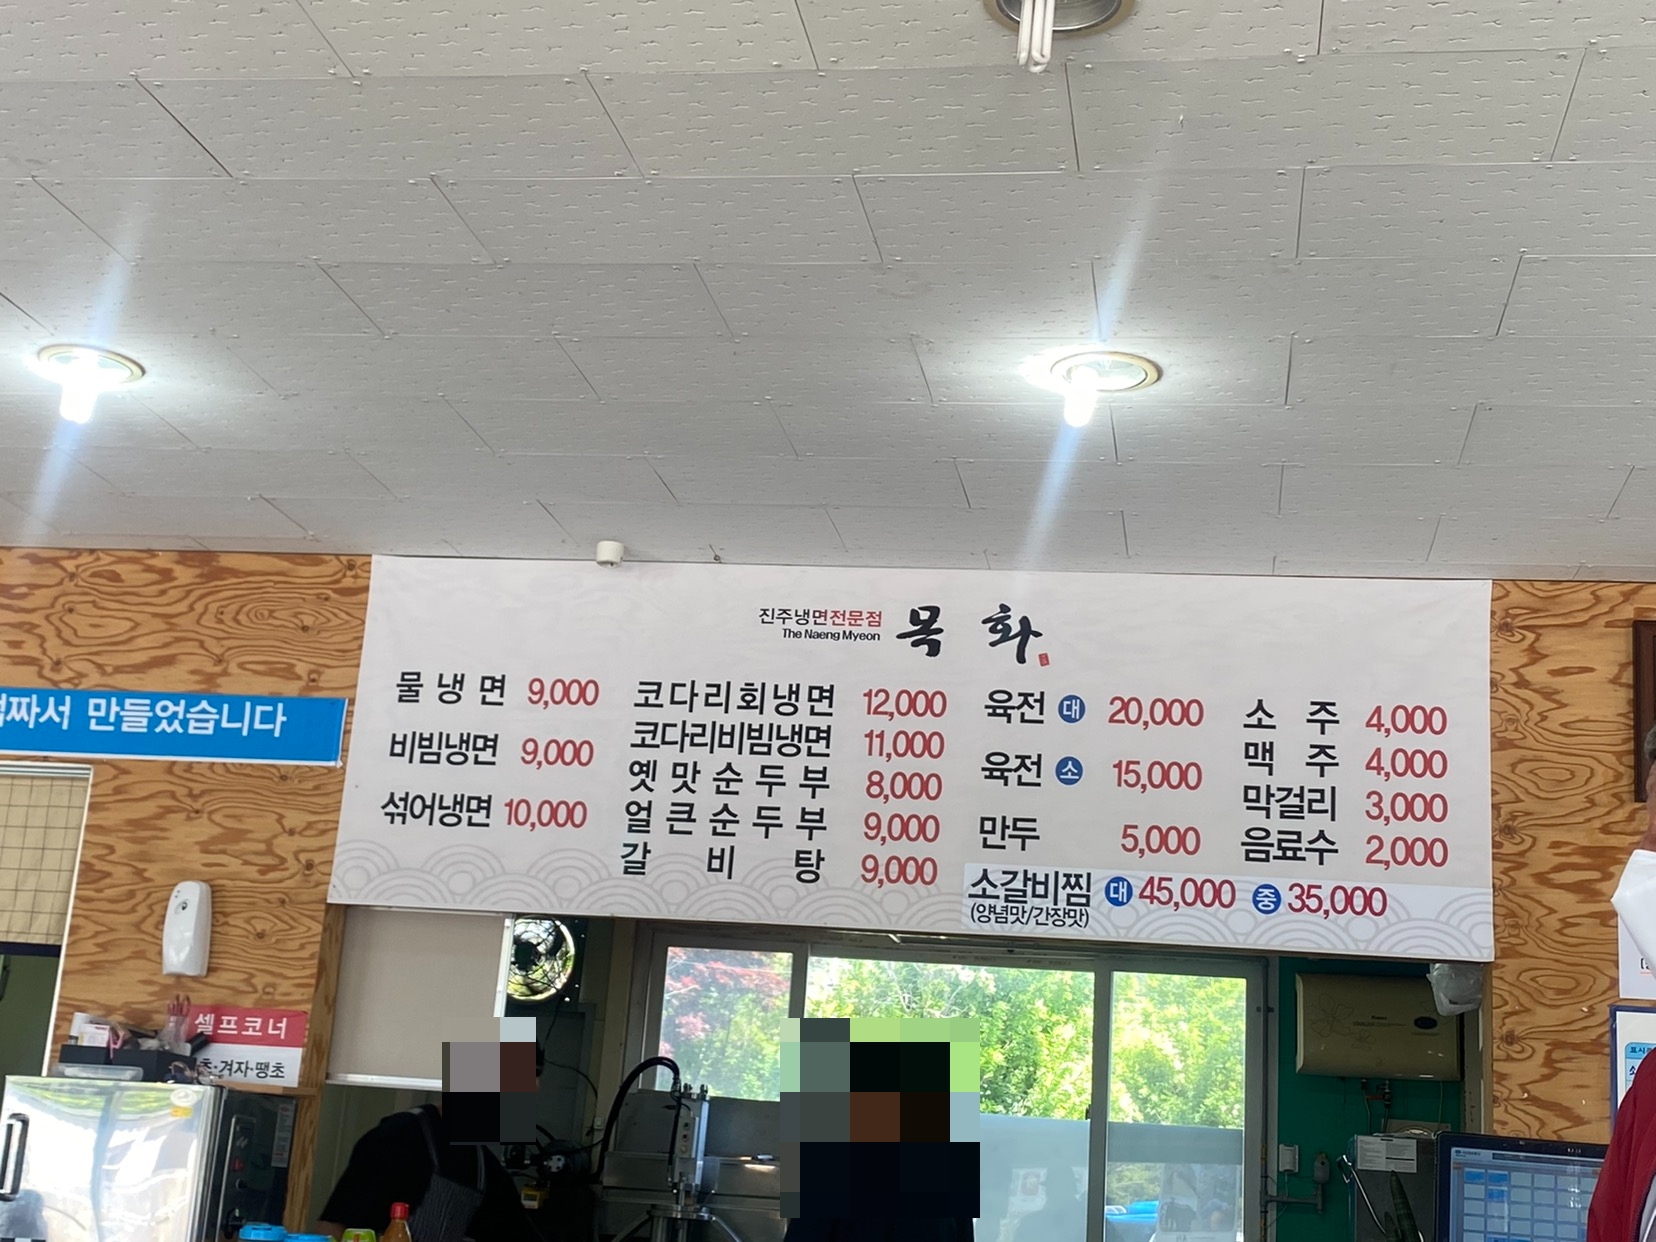 진주냉면전문점 목 화
The Naeng Myeon
물냉면 9,000
비빔냉면 9,000
섞어냉면 10,000
코다리회냉면 12,000
코다리비빔냉면 11,000
옛맛순두부 8,000
얼큰순두부 9,000
갈비탕 9,000
육전 대 20,000
육전 소 15,000
만두 5,000
소갈비찜 대 45,000 중 35,000
(양념맛/간장맛)
소주 4,000
맥주 4,000
막걸리 3,000
음료수 2,000
만들었습니다
셀프코너
겨자·땡초